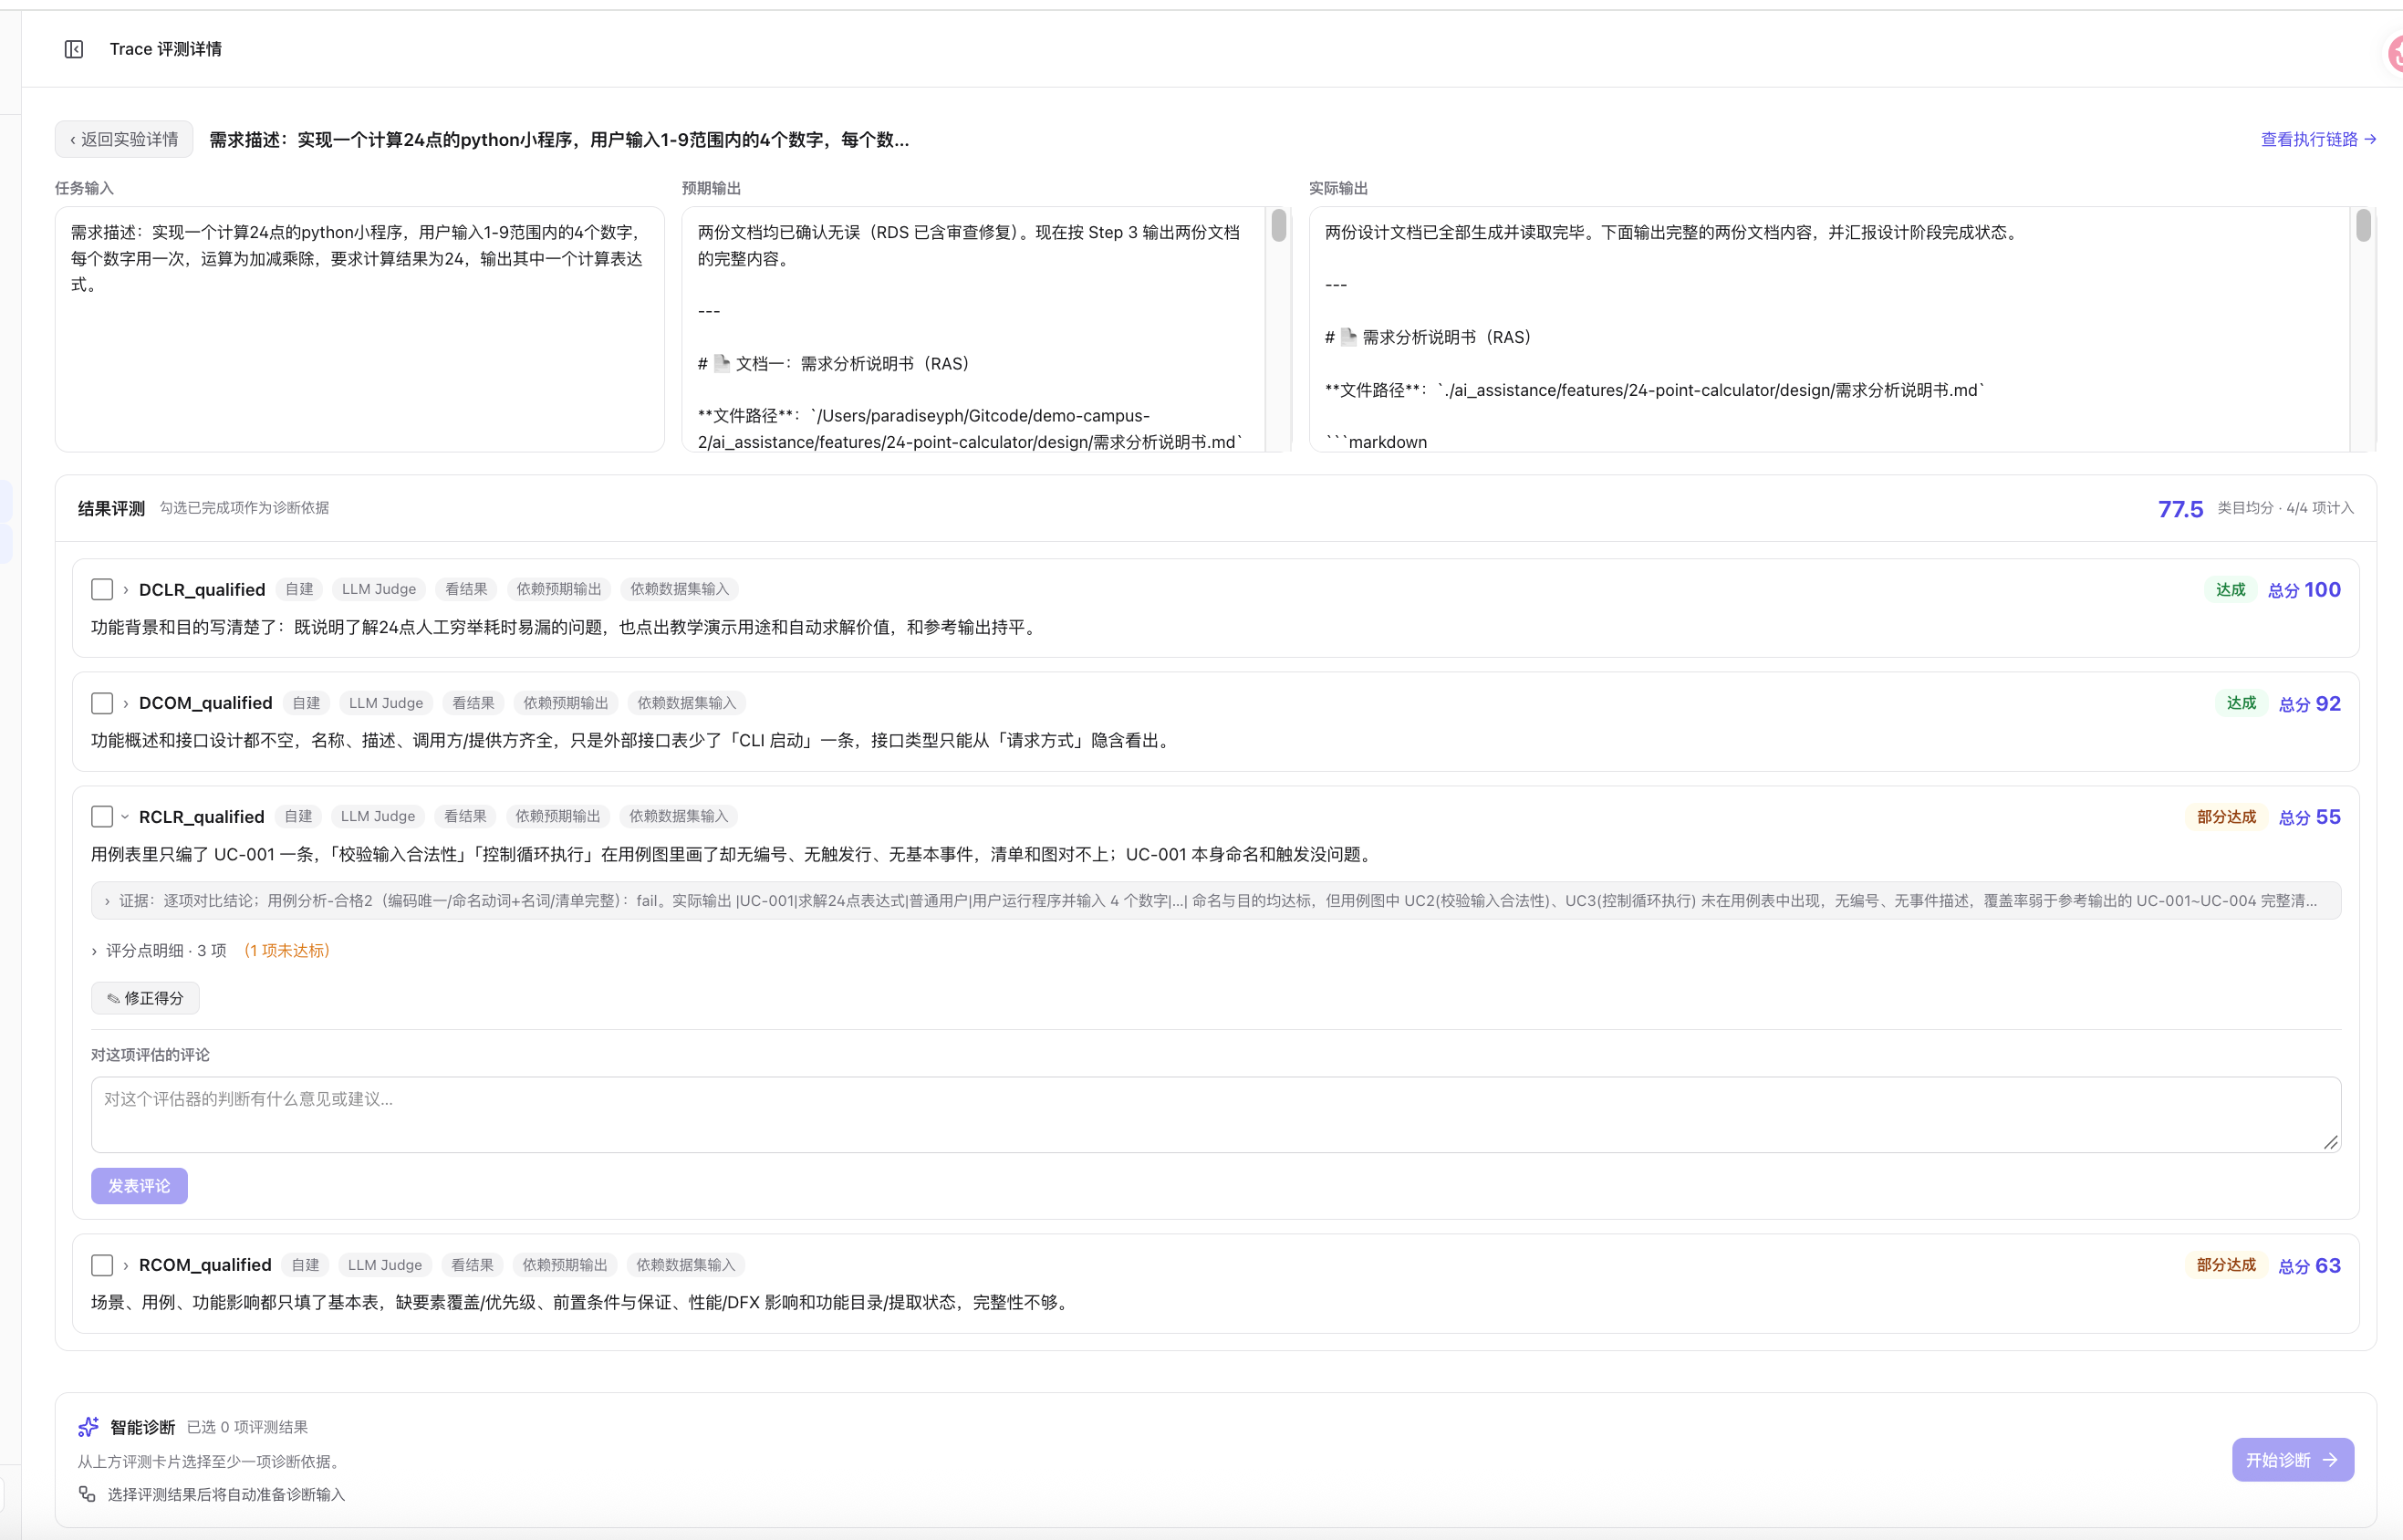 Trace 评测详情
‹ 返回实验详情
需求描述：实现一个计算24点的python小程序，用户输入1-9范围内的4个数字，每个数...
查看执行链路 →
任务输入
需求描述：实现一个计算24点的python小程序，用户输入1-9范围内的4个数字，
每个数字用一次，运算为加减乘除，要求计算结果为24，输出其中一个计算表达
式。
预期输出
两份文档均已确认无误（RDS 已含审查修复）。现在按 Step 3 输出两份文档
的完整内容。
---
# 文档一：需求分析说明书（RAS）
**文件路径**：`/Users/paradiseyph/Gitcode/demo-campus-
2/ai_assistance/features/24-point-calculator/design/需求分析说明书.md`
实际输出
两份设计文档已全部生成并读取完毕。下面输出完整的两份文档内容，并汇报设计阶段完成状态。
---
# 需求分析说明书（RAS）
**文件路径**：`./ai_assistance/features/24-point-calculator/design/需求分析说明书.md`
```markdown
结果评测 勾选已完成项作为诊断依据
77.5 类目均分 · 4/4 项计入
› DCLR_qualified 自建 LLM Judge 看结果 依赖预期输出 依赖数据集输入
达成 总分 100
功能背景和目的写清楚了：既说明了解24点人工穷举耗时易漏的问题，也点出教学演示用途和自动求解价值，和参考输出持平。
› DCOM_qualified 自建 LLM Judge 看结果 依赖预期输出 依赖数据集输入
达成 总分 92
功能概述和接口设计都不空，名称、描述、调用方/提供方齐全，只是外部接口表少了「CLI 启动」一条，接口类型只能从「请求方式」隐含看出。
RCLR_qualified 自建 LLM Judge 看结果 依赖预期输出 依赖数据集输入
部分达成 总分 55
用例表里只编了 UC-001 一条，「校验输入合法性」「控制循环执行」在用例图里画了却无编号、无触发行、无基本事件，清单和图对不上；UC-001 本身命名和触发没问题。
› 证据：逐项对比结论；用例分析-合格2（编码唯一/命名动词+名词/清单完整）：fail。实际输出 |UC-001|求解24点表达式|普通用户|用户运行程序并输入 4 个数字|...| 命名与目的均达标，但用例图中 UC2(校验输入合法性)、UC3(控制循环执行) 未在用例表中出现，无编号、无事件描述，覆盖率弱于参考输出的 UC-001~UC-004 完整清...
› 评分点明细 · 3 项 （1 项未达标）
✎ 修正得分
对这项评估的评论
对这个评估器的判断有什么意见或建议...
发表评论
› RCOM_qualified 自建 LLM Judge 看结果 依赖预期输出 依赖数据集输入
部分达成 总分 63
场景、用例、功能影响都只填了基本表，缺要素覆盖/优先级、前置条件与保证、性能/DFX 影响和功能目录/提取状态，完整性不够。
智能诊断 已选 0 项评测结果
从上方评测卡片选择至少一项诊断依据。
选择评测结果后将自动准备诊断输入
开始诊断 →